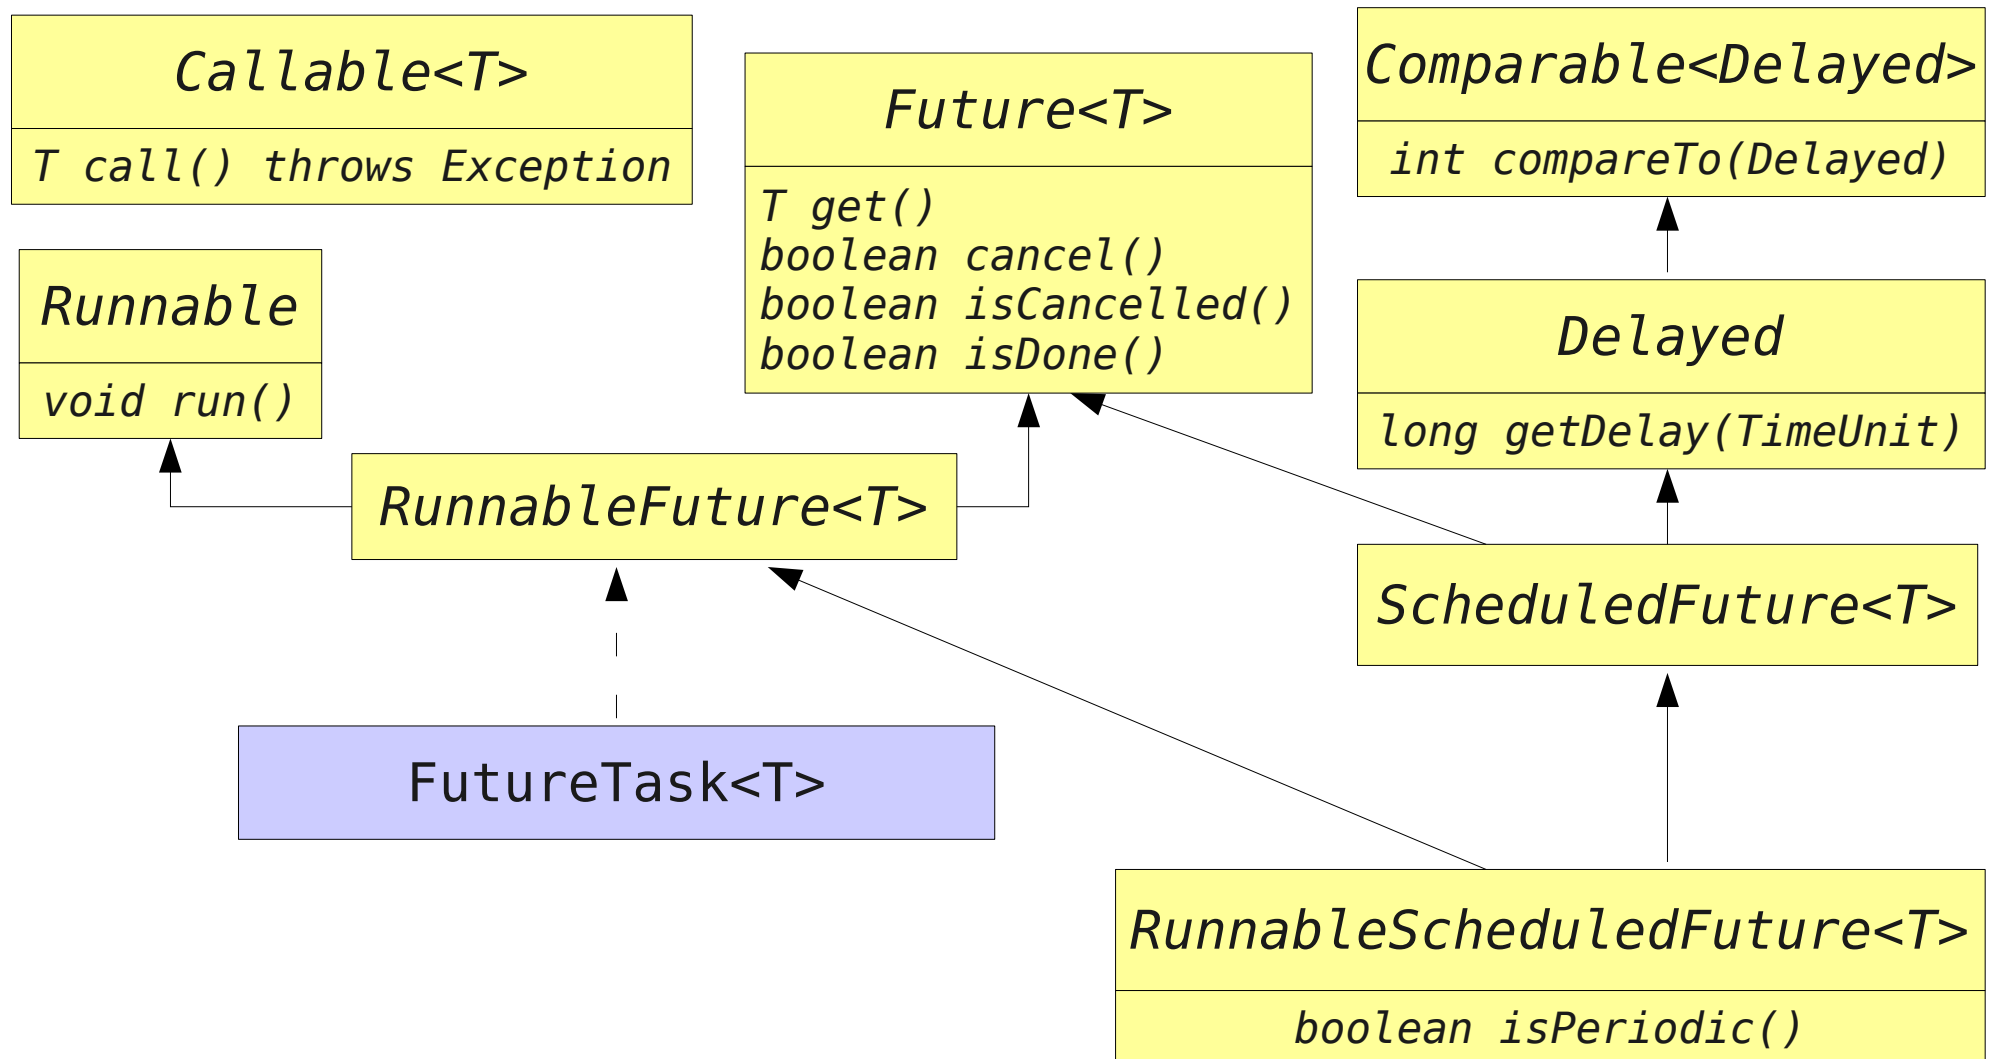 Callable<T>
T call() throws Exception
Runnable
void run()
Future<T>
T get()
boolean cancel()
boolean isCancelled()
boolean isDone()
Comparable<Delayed>
int compareTo(Delayed)
Delayed
long getDelay(TimeUnit)
RunnableFuture<T>
ScheduledFuture<T>
FutureTask<T>
RunnableScheduledFuture<T>
boolean isPeriodic()